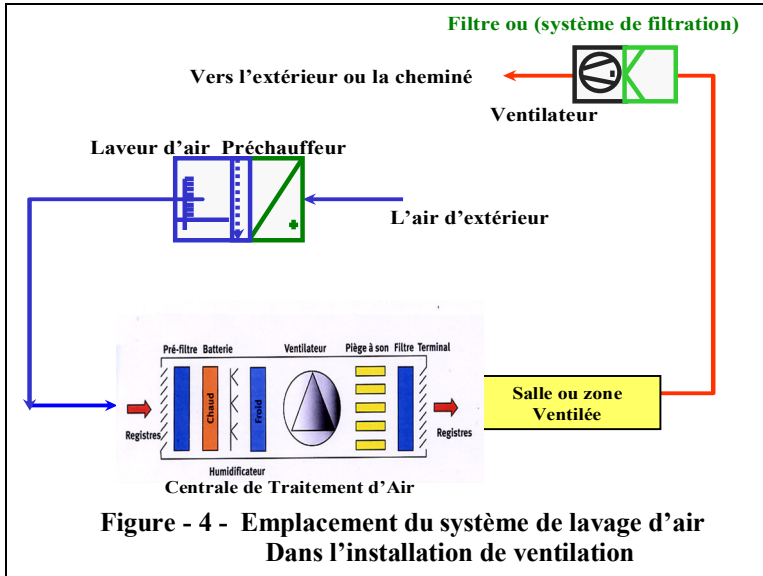 Filtre ou (système de filtration)
Vers l'extérieur ou la cheminé
Ventilateur
Laveur d'air Préchauffeur
L'air d'extérieur
Pré-filtre Batterie Ventilateur Piège à son Filtre Terminal
Chaud
Froid
Registres
Registres
Humidificateur
Salle ou zone
Ventilée
Centrale de Traitement d'Air
Figure - 4 - Emplacement du système de lavage d'air
Dans l'installation de ventilation